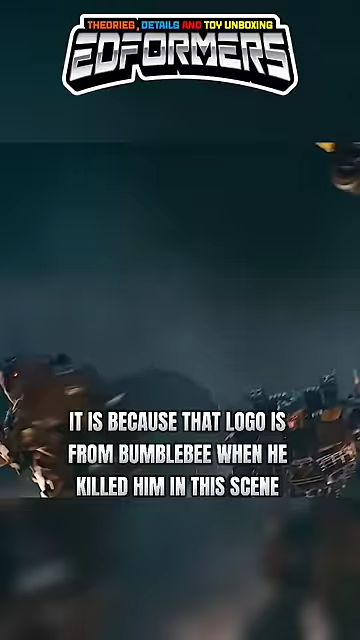 THEORIES, DETAILS AND TOY UNBOXING
EDFORMERS
IT IS BECAUSE THAT LOGO IS
FROM BUMBLEBEE WHEN HE
KILLED HIM IN THIS SCENE